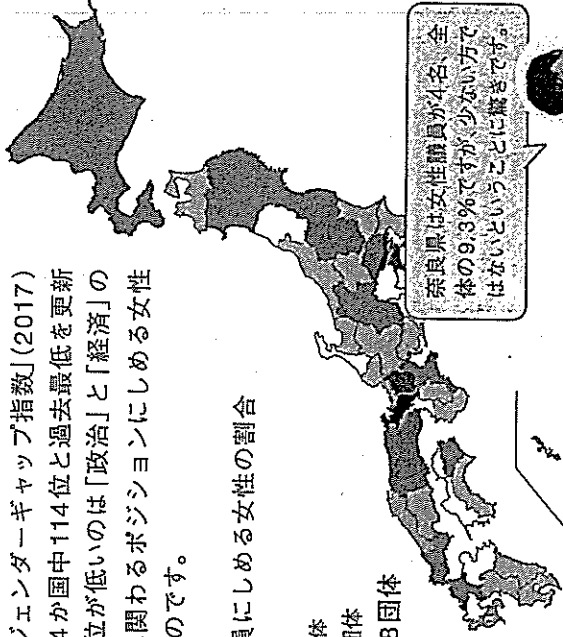 ジェンダーギャップ指数」(2017)
4か国中114位と過去最低を更新
位が低いのは「政治」と「経済」の
関わるポジションにしめる女性
のです。
員にしめる女性の割合
体
団体
3団体
奈良県は女性議員が4名、全
体の9.3%ですが、少ない方で
はないということに驚きです。